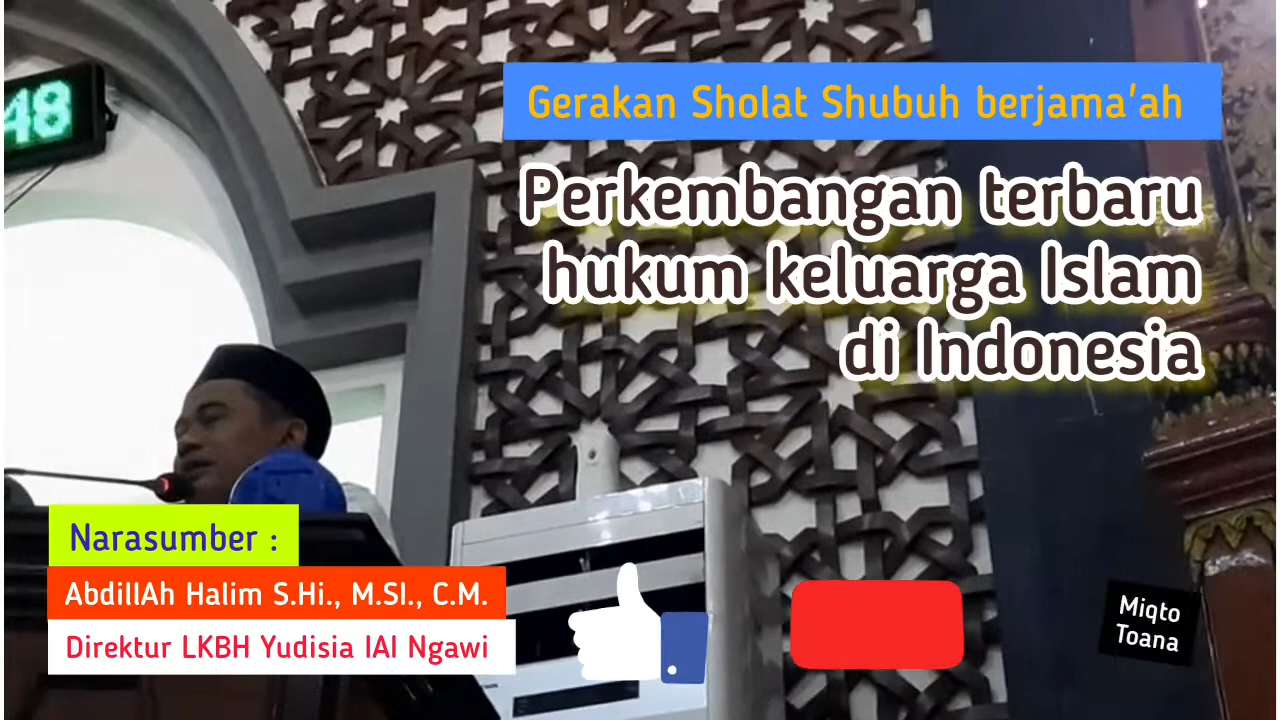 48
Gerakan Sholat Shubuh berjama'ah
Perkembangan terbaru
hukum keluarga Islam
di Indonesia
Narasumber :
AbdillAh Halim S.Hi., M.SI., C.M.
Direktur LKBH Yudisia IAI Ngawi
Miqto
Toana